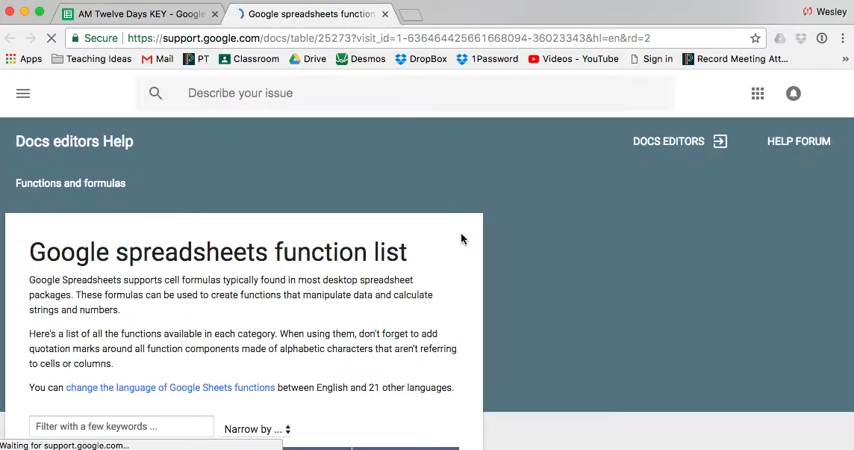 AM Twelve Days KEY - Google
Google spreadsheets function
Wesley
Secure
https://support.google.com/docs/table/25273?visit_id=1-636464425661668094-36023343&hl=en&rd=2
Apps Teaching Ideas Mail PT Classroom Drive Desmos DropBox 1Password Videos - YouTube Sign in Record Meeting Att... »
Describe your issue
Docs editors Help
DOCS EDITORS
HELP FORUM
Functions and formulas
Google spreadsheets function list
Google Spreadsheets supports cell formulas typically found in most desktop spreadsheet
packages. These formulas can be used to create functions that manipulate data and calculate
strings and numbers.
Here's a list of all the functions available in each category. When using them, don't forget to add
quotation marks around all function components made of alphabetic characters that aren't referring
to cells or columns.
You can change the language of Google Sheets functions between English and 21 other languages.
Filter with a few keywords ...
Narrow by ...
Waiting for support.google.com...